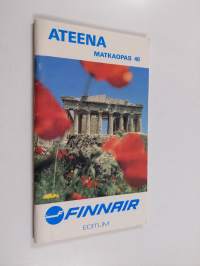 ATEENA
MATKAOPAS 40
FINNAIR
EDITUM